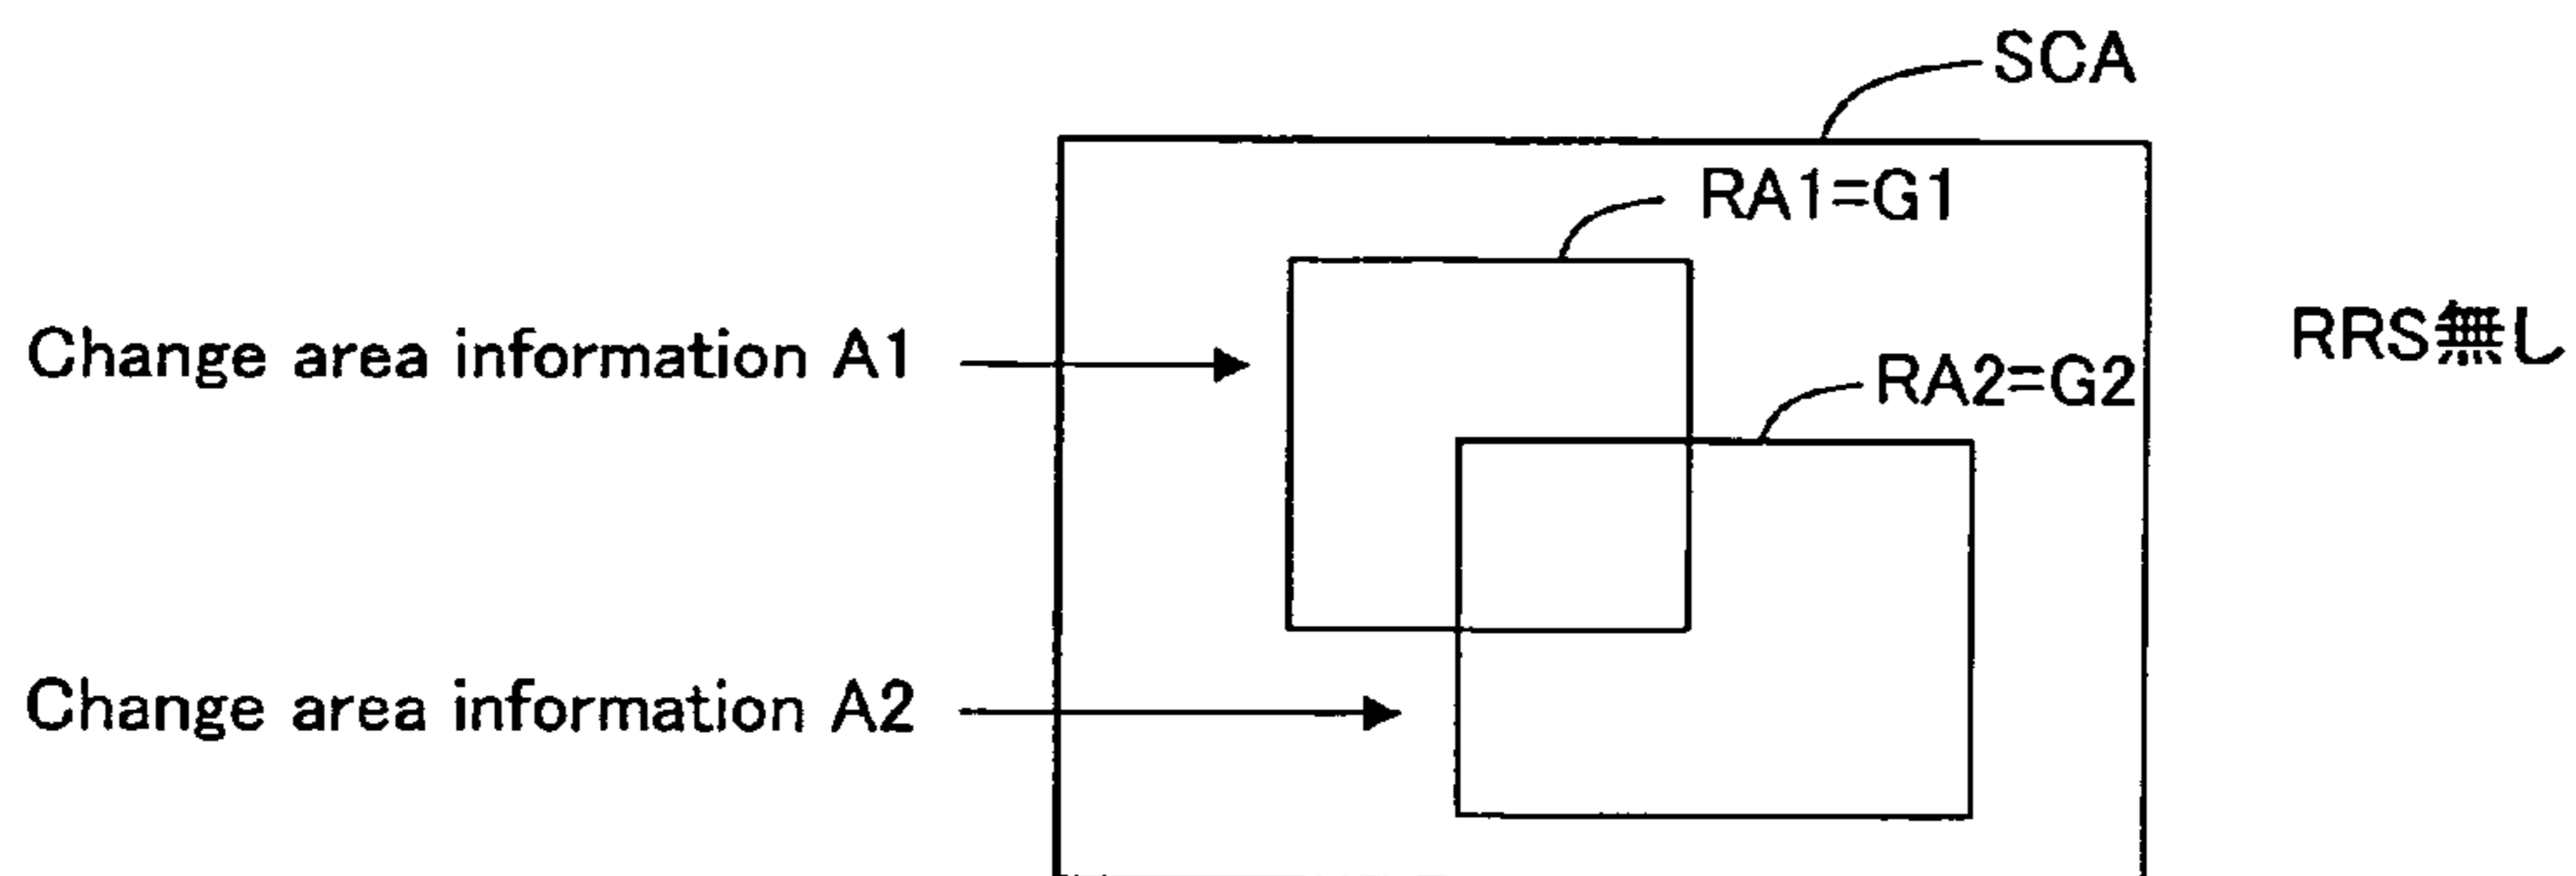 SCA
RA1=G1
Change area information A1
RRS無し
RA2=G2
Change area information A2